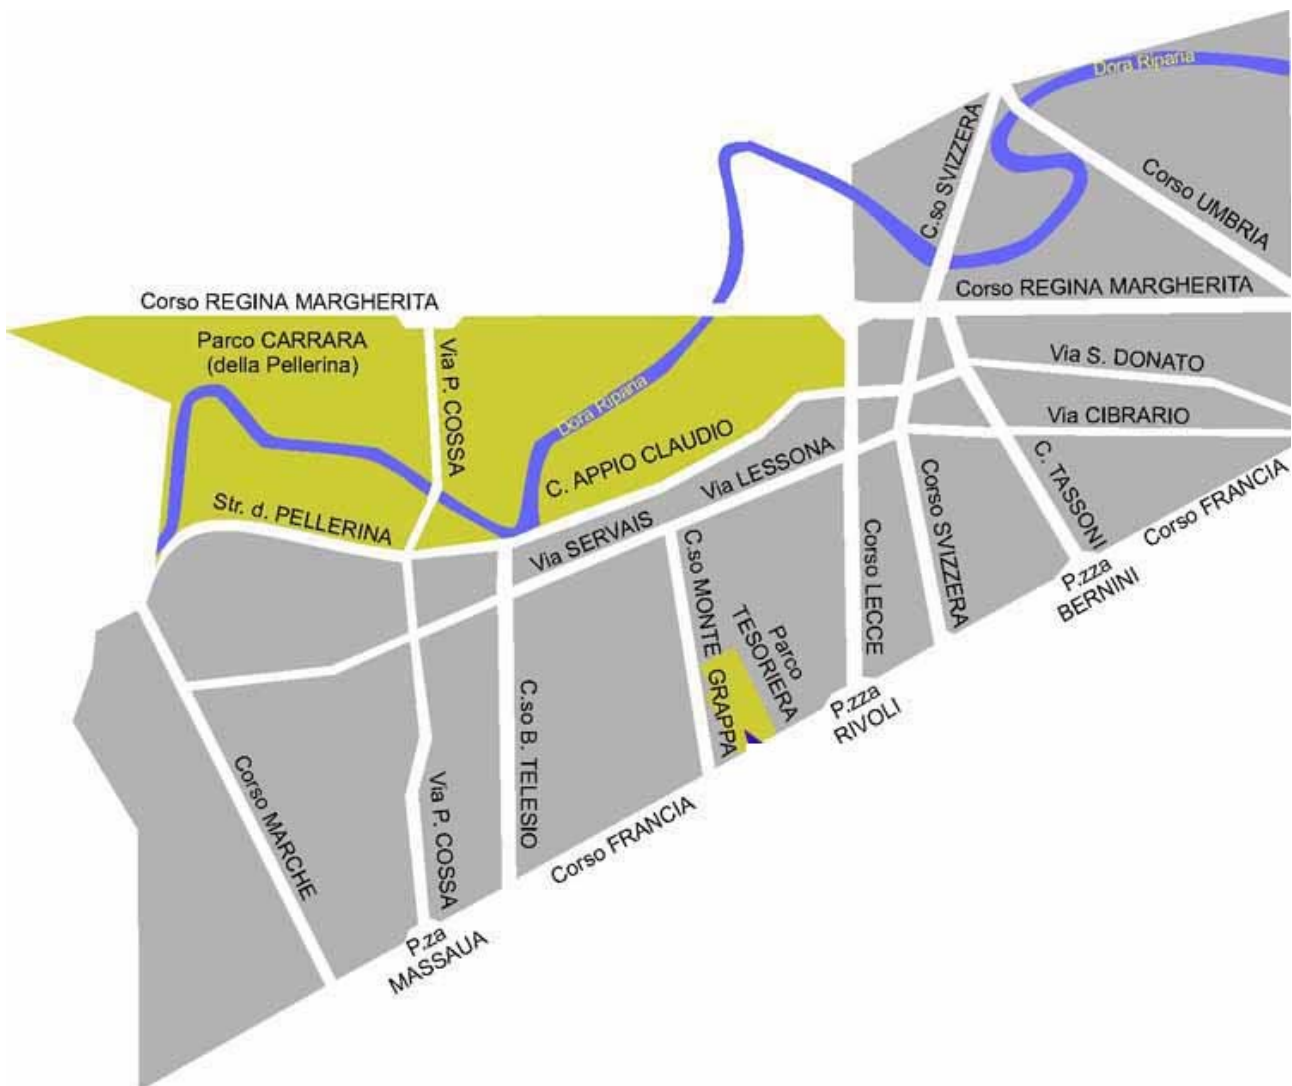 Dora Riparia
C.so SVIZZERA
Corso UMBRIA
Corso REGINA MARGHERITA
Corso REGINA MARGHERITA
Parco CARRARA
(della Pellerina)
Via P. COSSA
Via S. DONATO
Dora Riparia
Via CIBRARIO
C. APPIO CLAUDIO
Via LESSONA
Str. d. PELLERINA
Via SERVAIS
C. TASSONI
Corso FRANCIA
Corso SVIZZERA
Corso LECCE
C.so MONTE GRAPPA
Parco
TESORIERA
P.zza
BERNINI
P.zza
RIVOLI
C.so B. TELESIO
Corso MARCHE
Via P. COSSA
Corso FRANCIA
P.za
MASSAUA